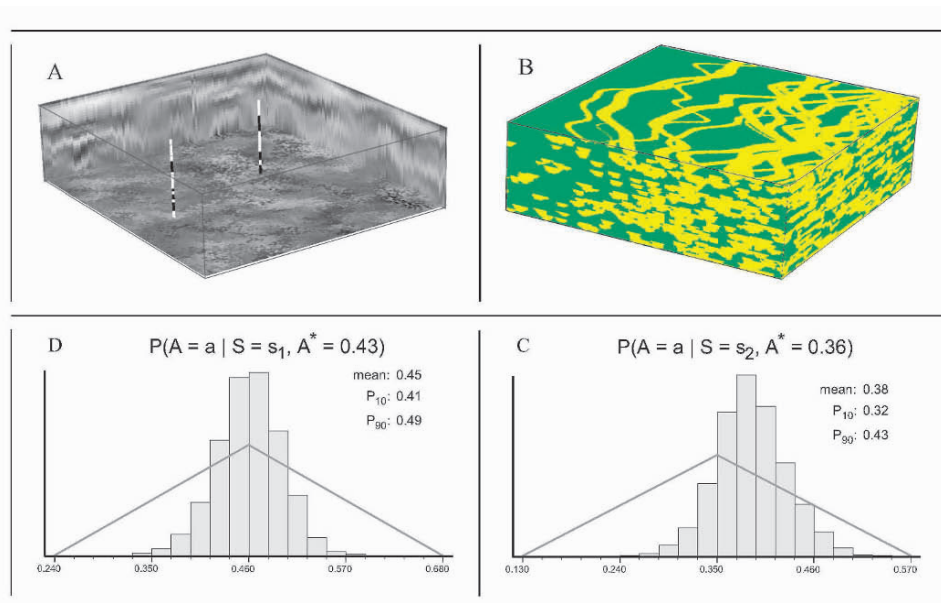 A
B
D
P(A = a | S = s₁, A* = 0.43)
mean: 0.45
P₁₀: 0.41
P₉₀: 0.49
0.240 0.350 0.460 0.570 0.680
C
P(A = a | S = s₂, A* = 0.36)
mean: 0.38
P₁₀: 0.32
P₉₀: 0.43
0.130 0.240 0.350 0.460 0.570